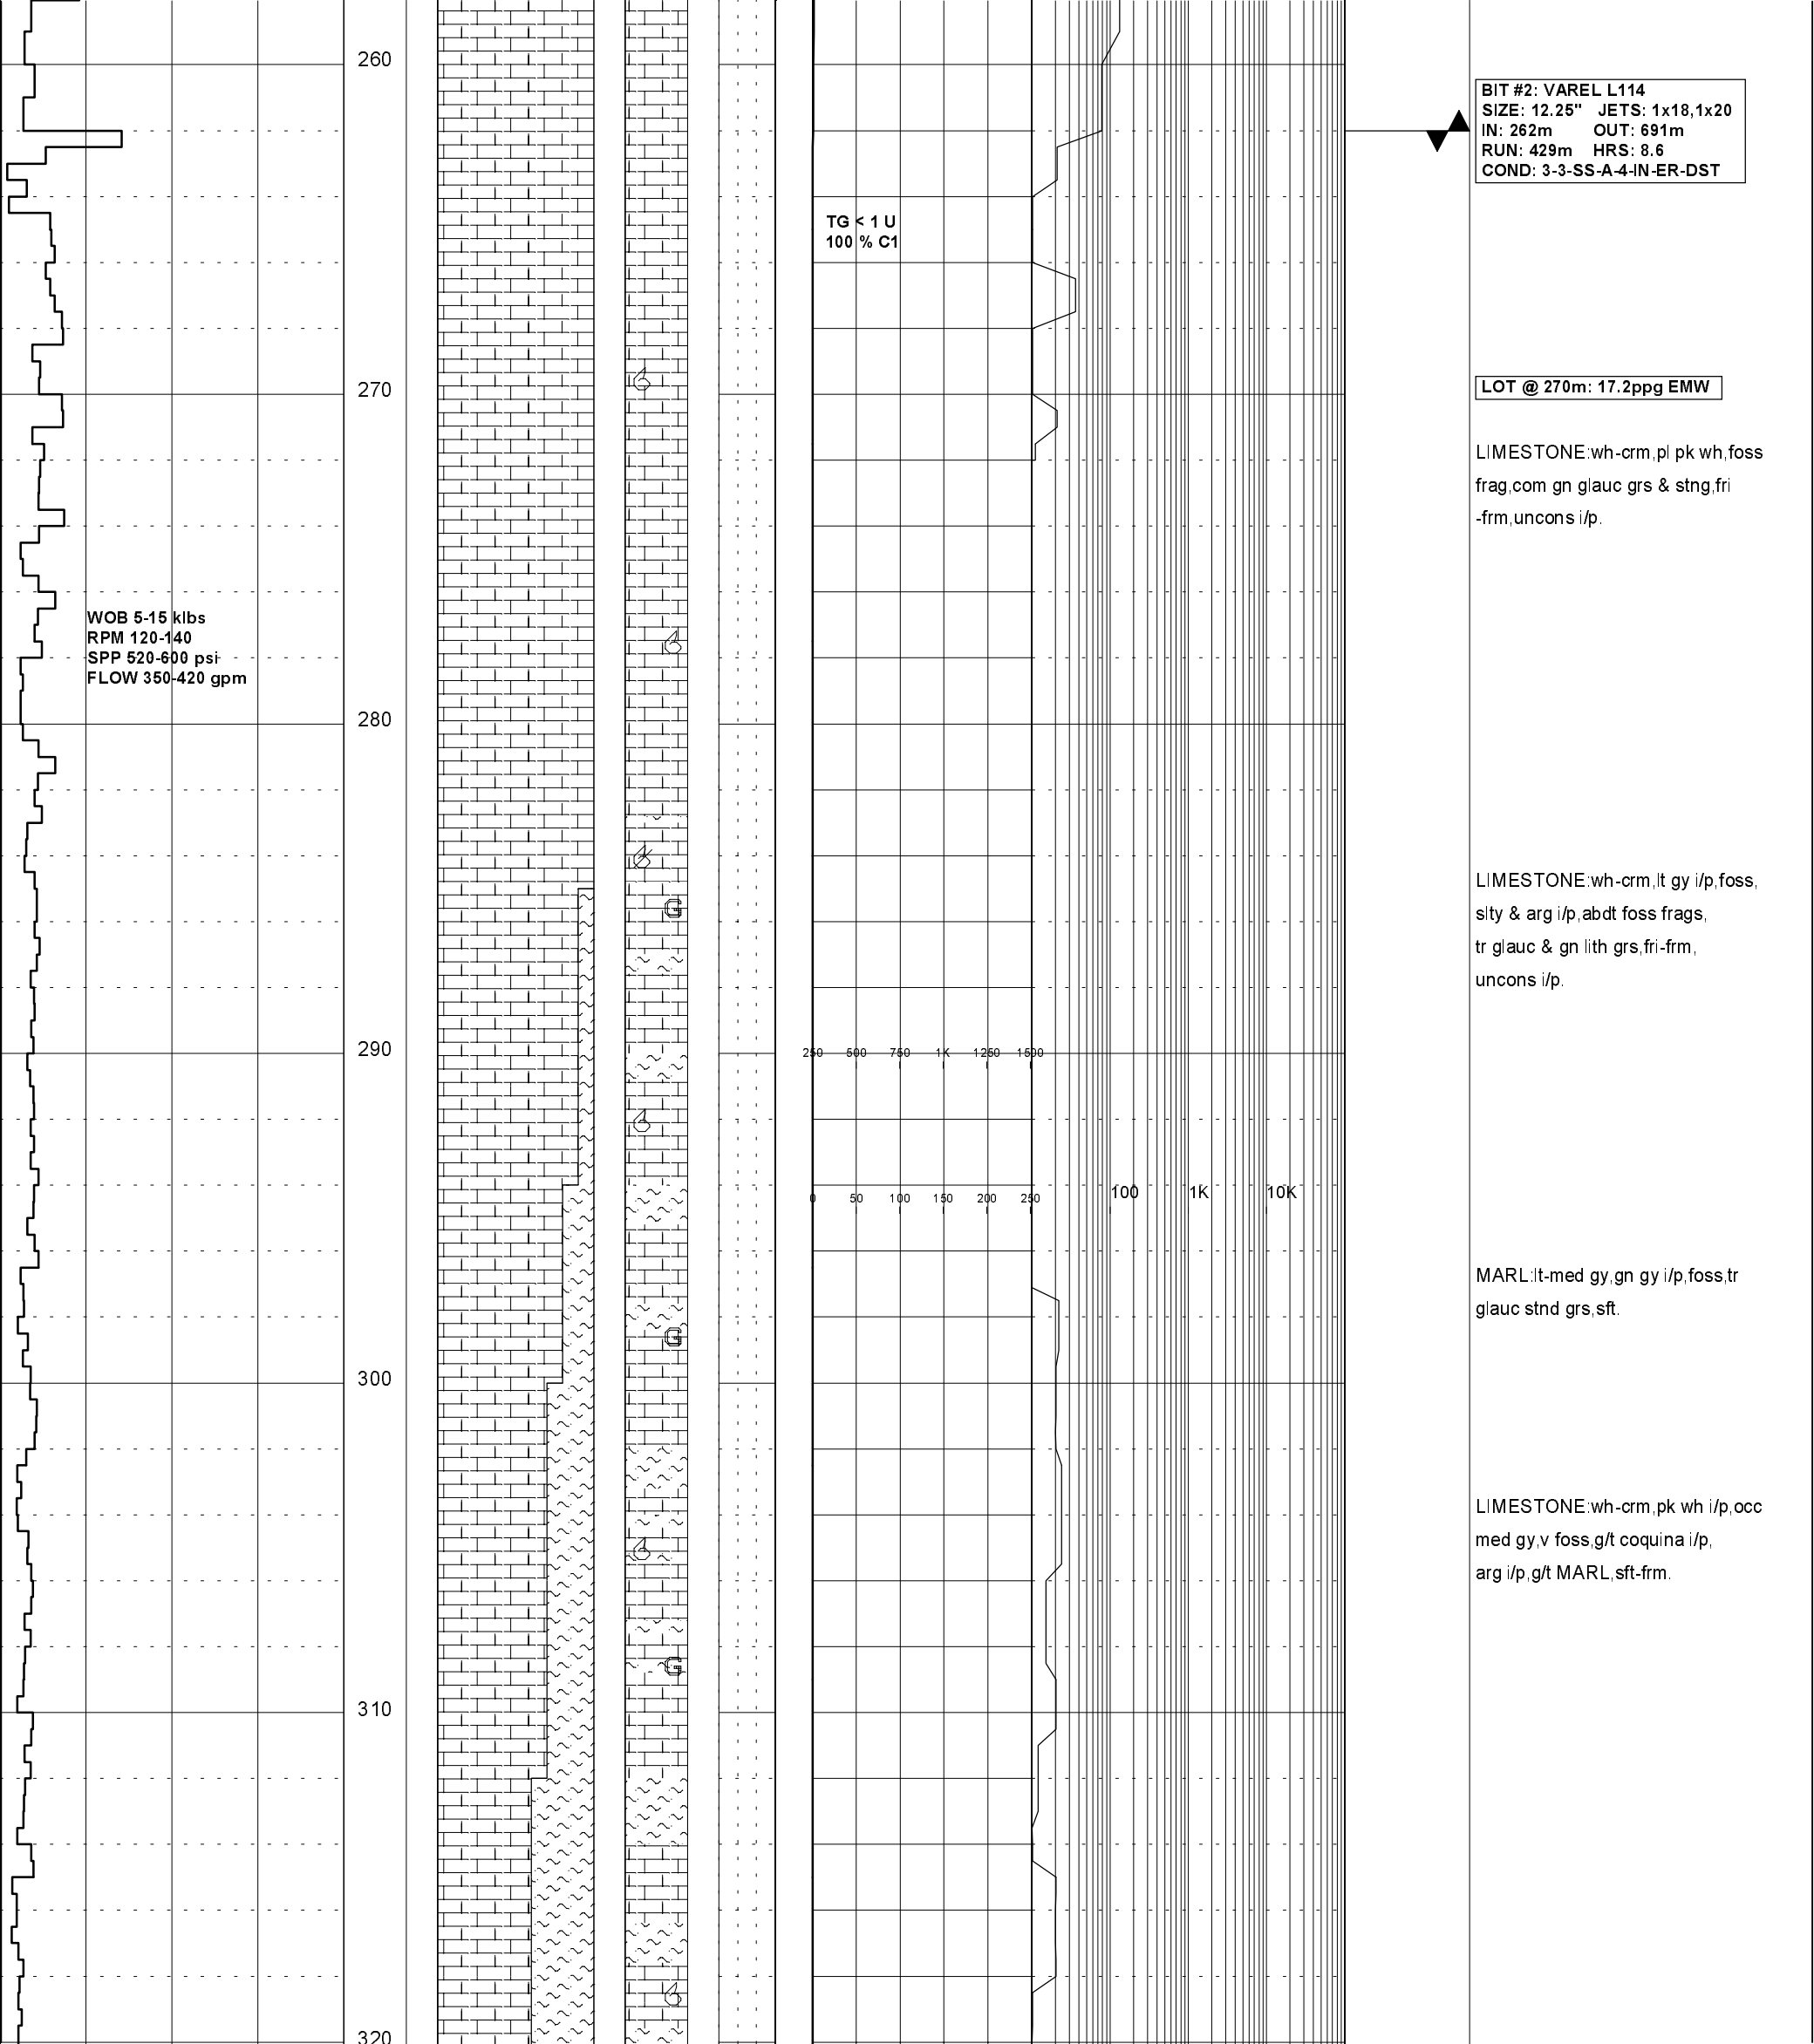 260
BIT #2: VAREL L114
SIZE: 12.25" JETS: 1x18,1x20
IN: 262m OUT: 691m
RUN: 429m HRS: 8.6
COND: 3-3-SS-A-4-IN-ER-DST
TG < 1 U
100 % C1
270
LOT @ 270m: 17.2ppg EMW
LIMESTONE:wh-crm,pl pk wh,foss
frag,com gn glauc grs & stng,fri
-frm,uncons i/p.
WOB 5-15 klbs
RPM 120-140
SPP 520-600 psi
FLOW 350-420 gpm
280
LIMESTONE:wh-crm,lt gy i/p,foss,
slty & arg i/p,abdt foss frags,
tr glauc & gn lith grs,fri-frm,
uncons i/p.
G
290
250 500 750 1K 1250 1500
0 50 100 150 200 250 100 1K 10K
MARL:lt-med gy,gn gy i/p,foss,tr
glauc stnd grs,sft.
G
300
LIMESTONE:wh-crm,pk wh i/p,occ
med gy,v foss,g/t coquina i/p,
arg i/p,g/t MARL,sft-frm.
G
310
320